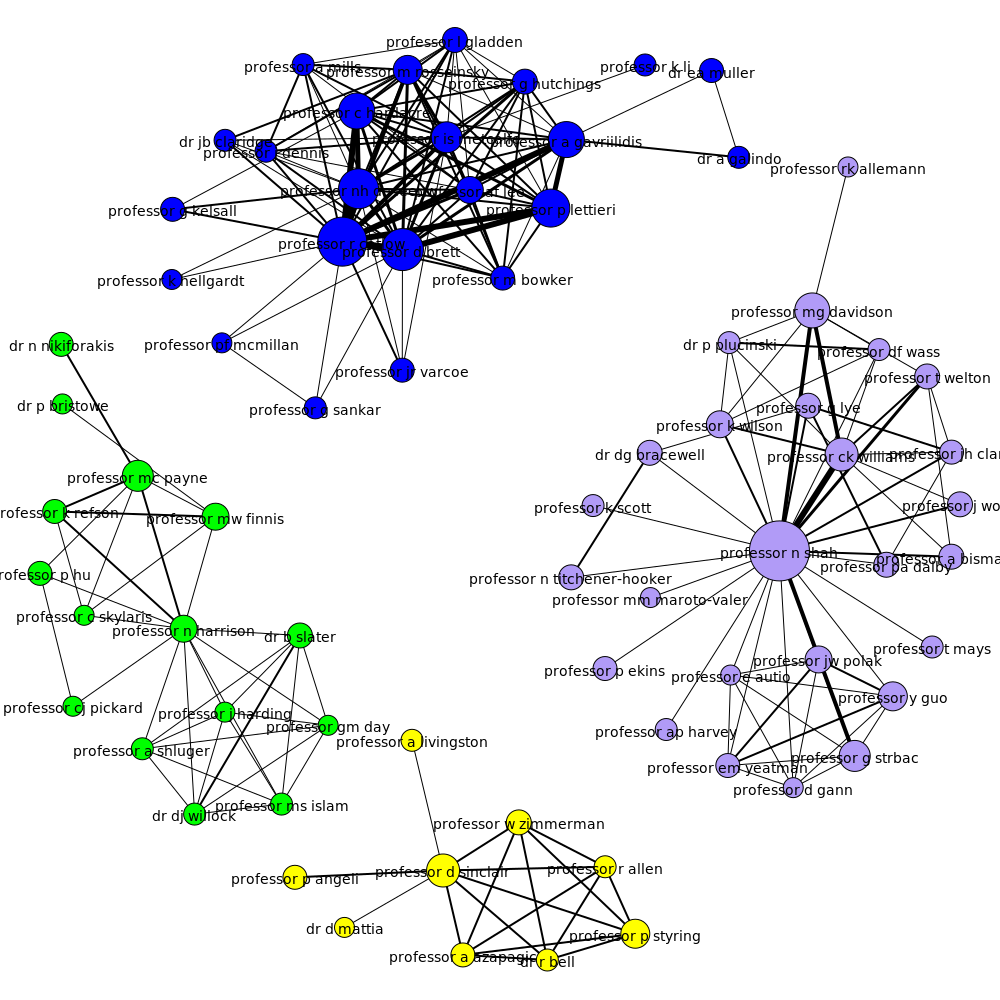 professor l gladden
professor a mills
professor m rosseinsky
professor k li
dr ea muller
professor g hutchings
professor c hardacre
dr jb claridge
professor j dennis
professor a gavriilidis
dr a galindo
professor rk allemann
professor nh
professor g kelsall
professor p lettieri
professor r catlow
professor d brett
professor k hellgardt
professor m bowker
professor mg davidson
dr n nikiforakis
professor pf mcmillan
dr p plucinski
professor df wass
professor jr varcoe
professor t welton
dr p bristowe
professor g sankar
professor g lye
professor k wilson
dr dg bracewell
professor ck williams
professor jh clar
professor mc payne
professor k scott
professor j wo
professor k refson
professor mw finnis
professor n shah
professor a bisma
professor pa dalby
professor p hu
professor n titchener-hooker
professor mm maroto-valer
professor c skylaris
professor n harrison
dr b slater
professor t mays
professor jw polak
professor p ekins
professor e autio
professor y guo
professor cj pickard
professor j harding
professor gm day
professor ap harvey
professor a livingston
professor a shluger
professor g strbac
professor em yeatman
professor d gann
professor ms islam
dr dj willock
professor w zimmerman
professor r allen
professor d sinclair
professor p angeli
dr d mattia
professor p styring
professor a azapagic
dr r bell